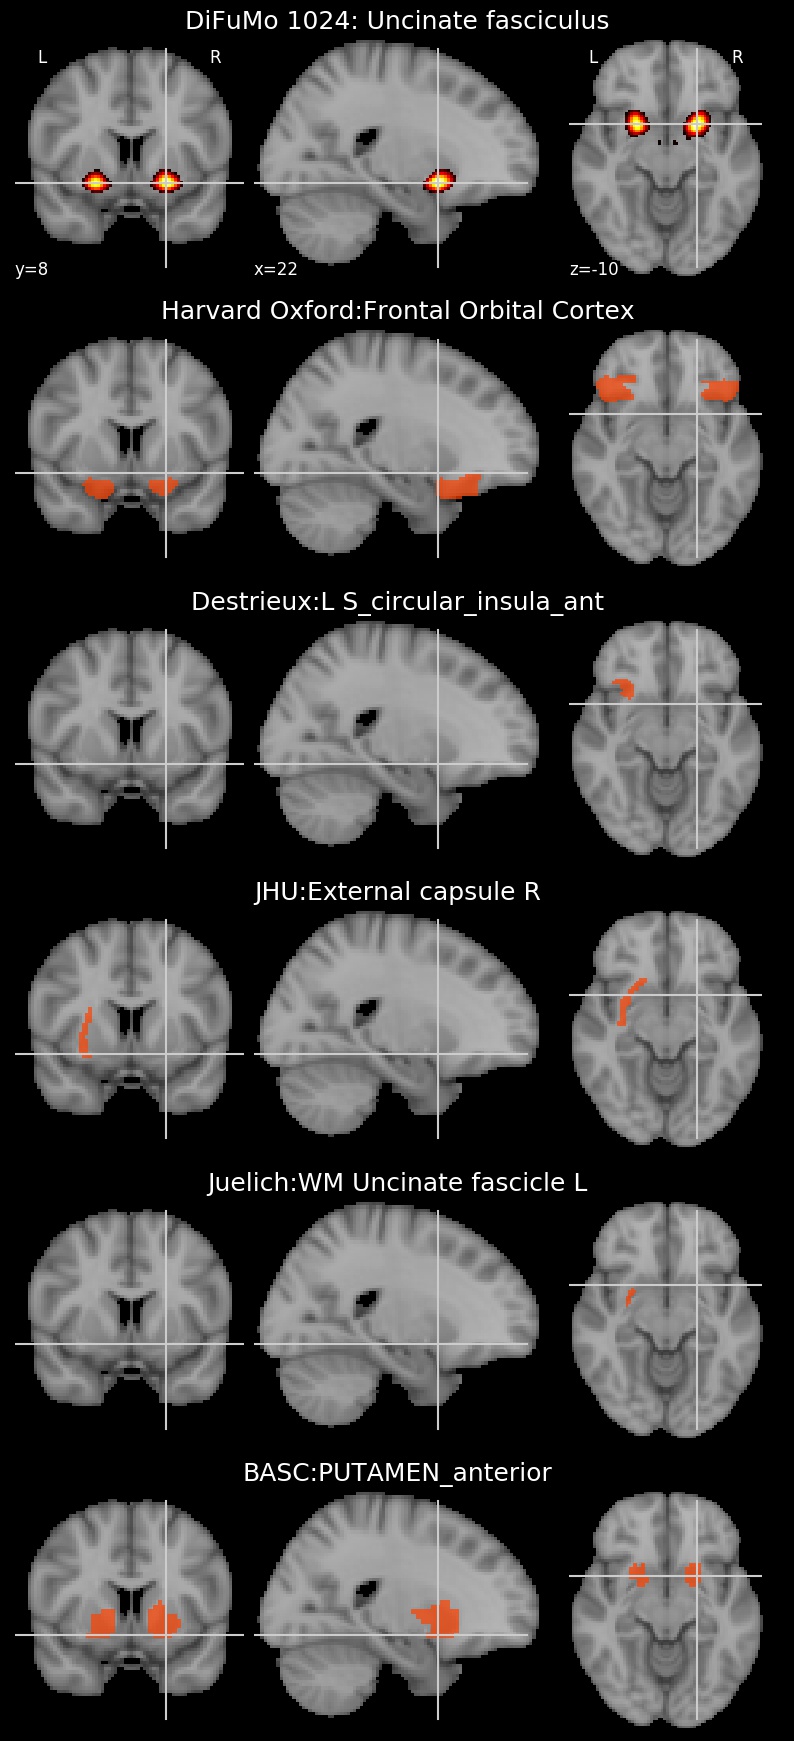 DiFuMo 1024: Uncinate fasciculus
L R L R
y=8 x=22 z=-10
Harvard Oxford:Frontal Orbital Cortex
Destrieux:L S_circular_insula_ant
JHU:External capsule R
Juelich:WM Uncinate fascicle L
BASC:PUTAMEN_anterior